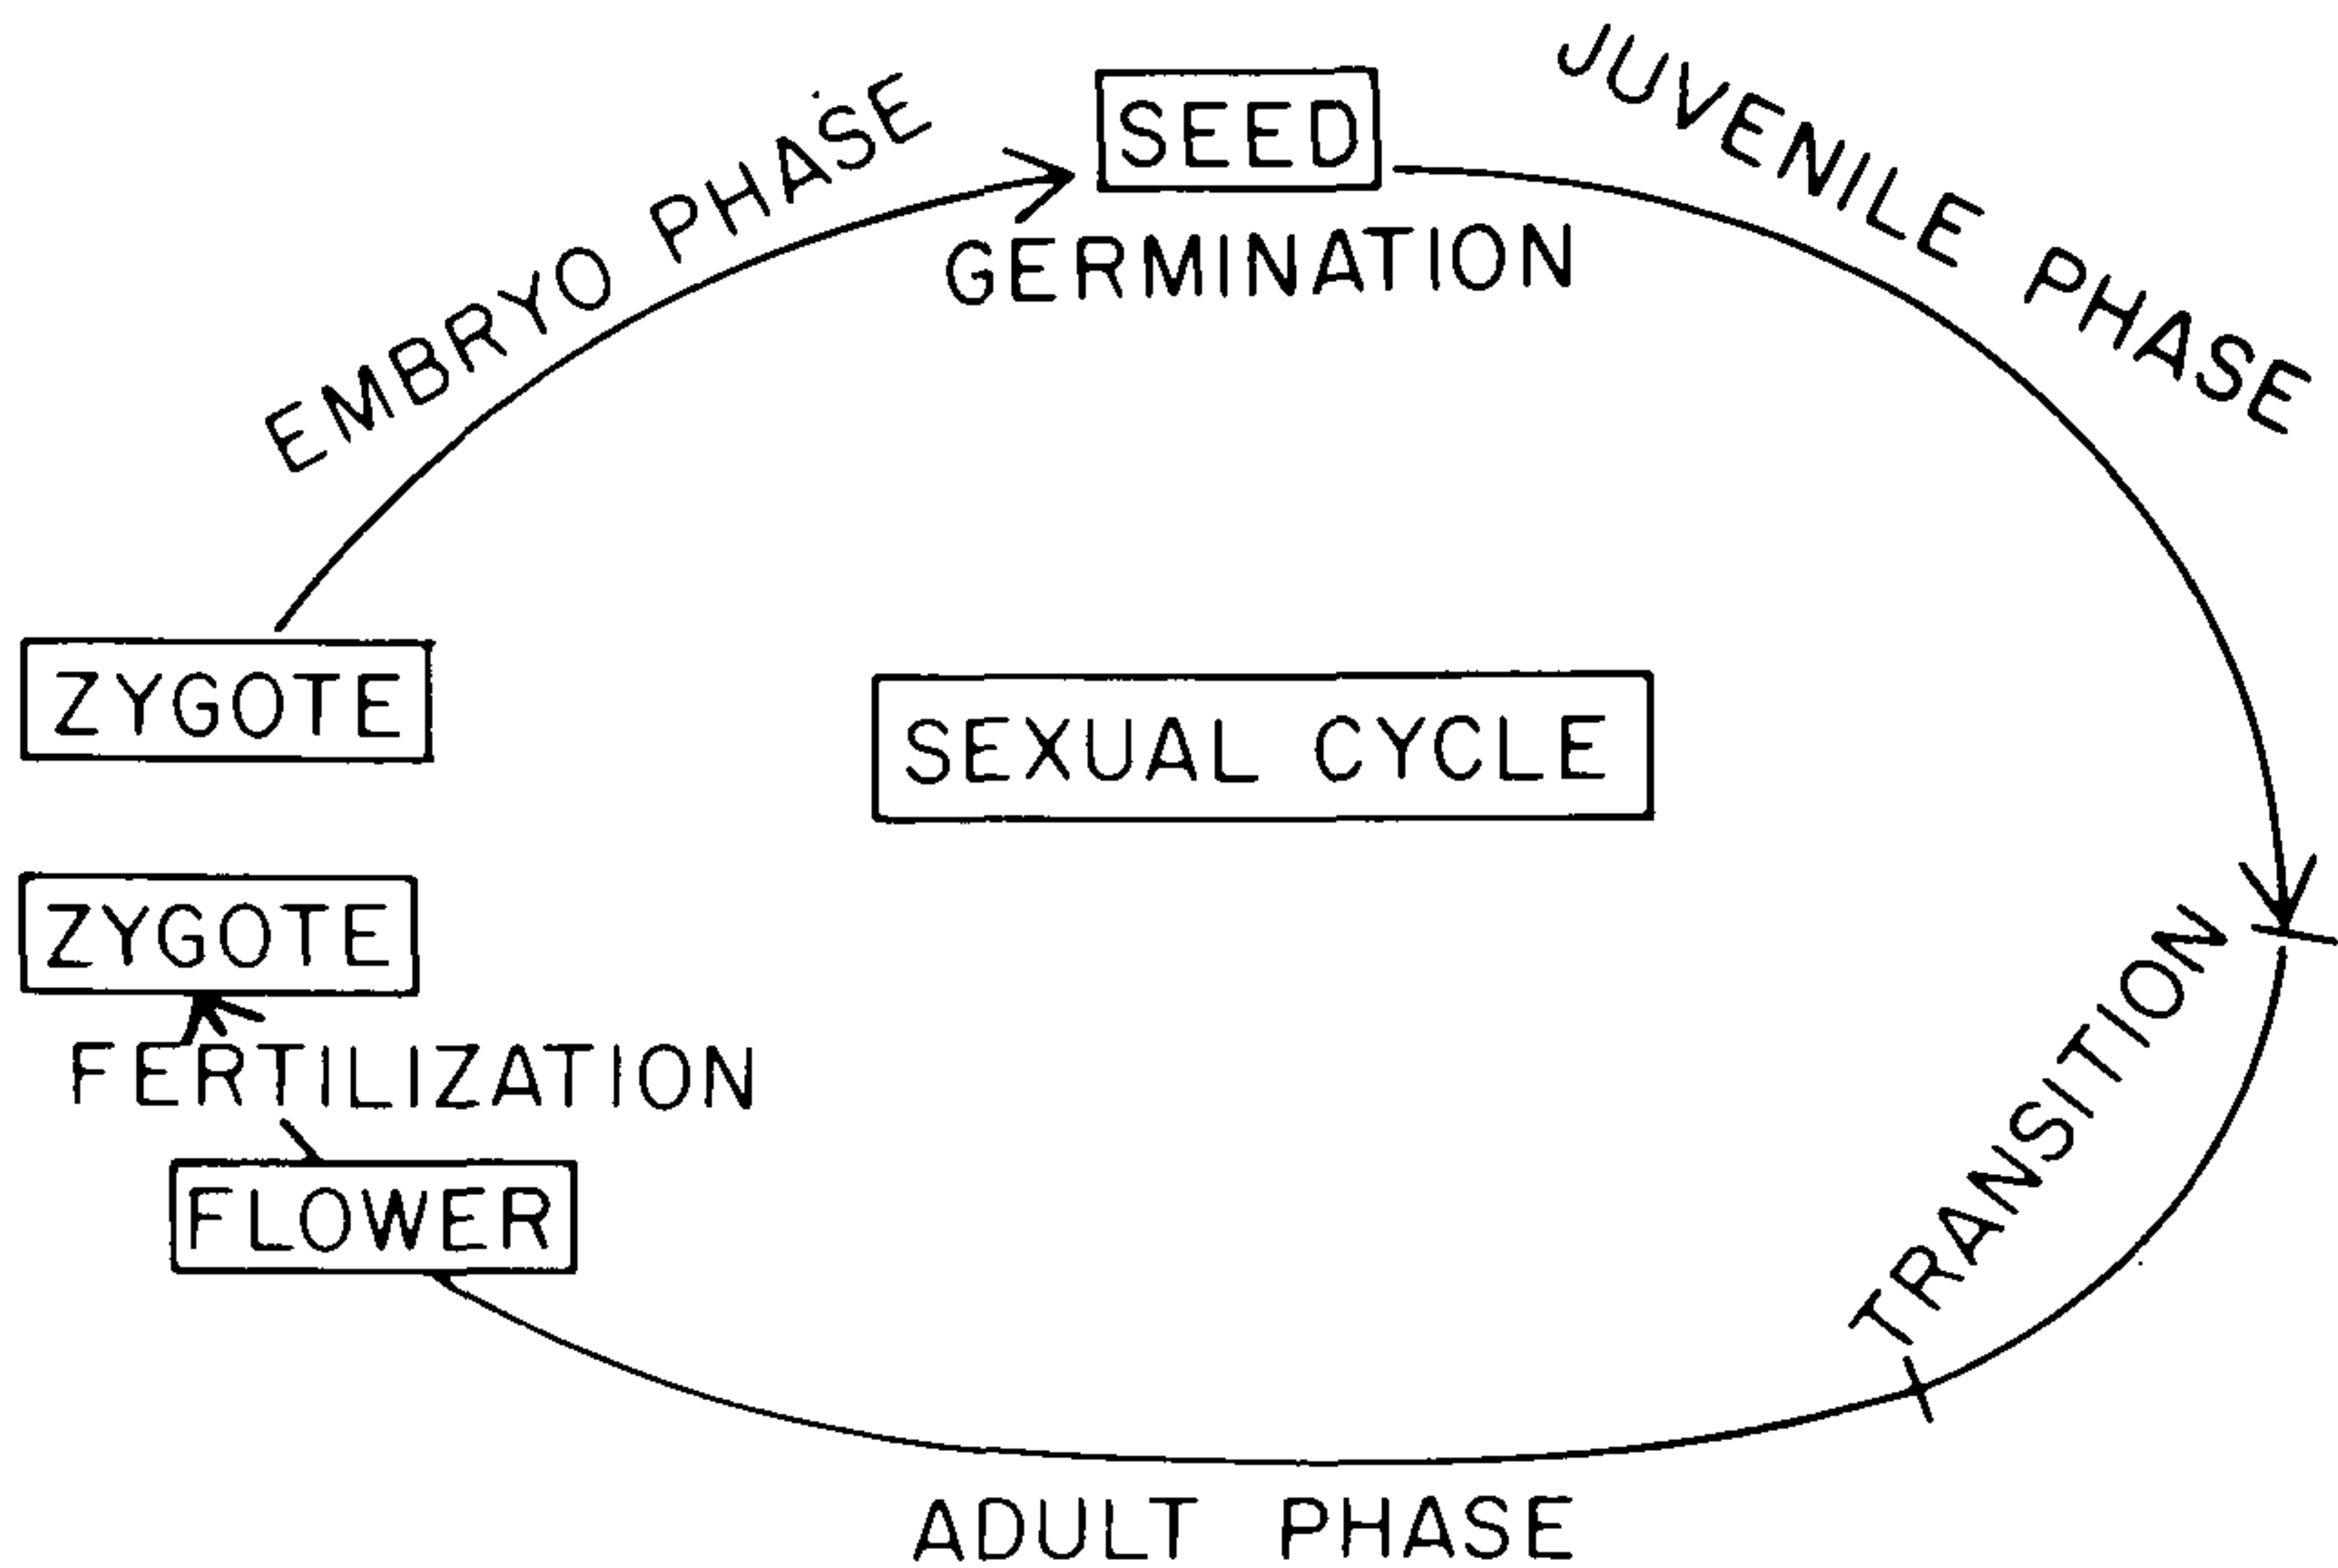 EMBRYO PHASE
SEED
JUVENILE PHASE
GERMINATION
ZYGOTE
SEXUAL CYCLE
ZYGOTE
TRANSITION
FERTILIZATION
FLOWER
ADULT PHASE